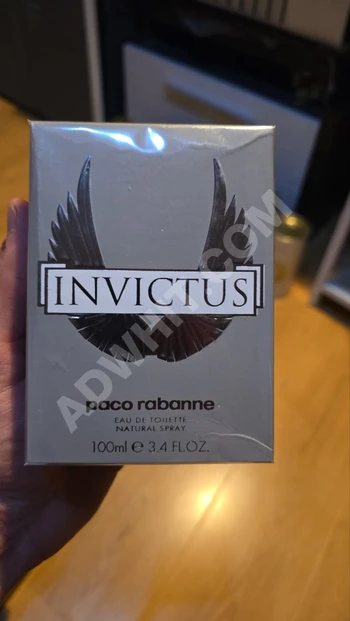 INVICTUS
paco rabanne
EAU DE TOILETTE
NATURAL SPRAY
100ml ℮ 3.4 FL.OZ.
ADWHIT.COM